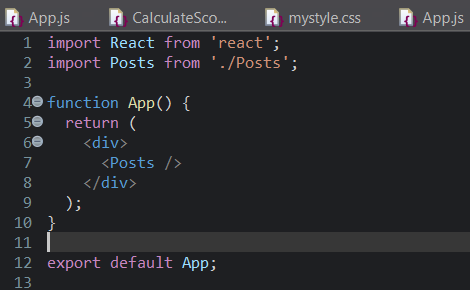 App.js CalculateSco... mystyle.css App.js
1 import React from 'react';
2 import Posts from './Posts';
3
4 function App() {
5   return (
6     <div>
7       <Posts />
8     </div>
9   );
10 }
11
12 export default App;
13